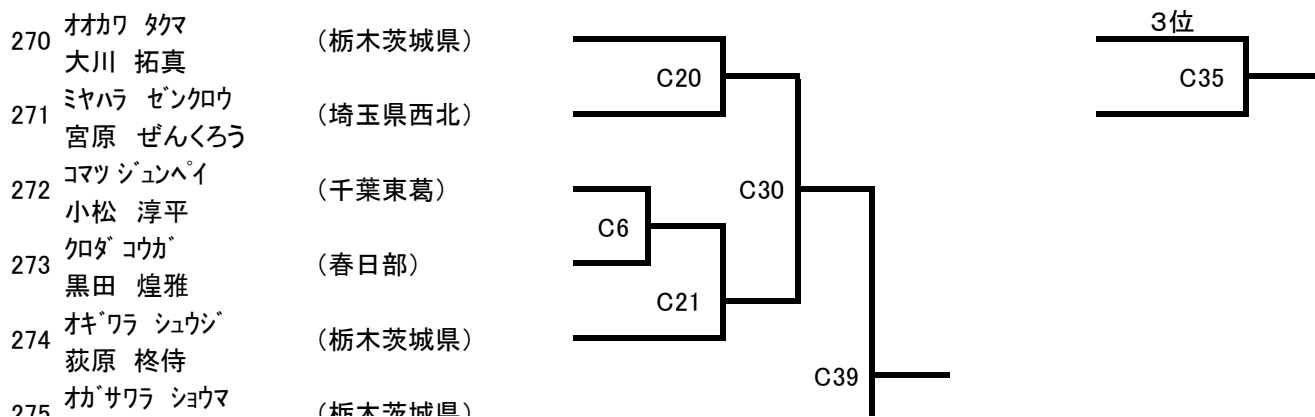 ｵｵｶﾜ ﾀｸﾏ
270 大川 拓真 （栃木茨城県）
ﾐﾔﾊﾗ ｾﾞﾝｸﾛｳ
271 宮原 ぜんくろう （埼玉県西北）
ｺﾏﾂ ｼﾞｭﾝﾍﾟｲ
272 小松 淳平 （千葉東葛）
ｸﾛﾀﾞ ｺｳｶﾞ
273 黒田 煌雅 （春日部）
ｵｷﾞﾜﾗ ｼｭｳｼﾞ
274 荻原 柊侍 （栃木茨城県）
ｵｶﾞｻﾜﾗ ｼｮｳﾏ
275 （栃木茨城県）
C20
C30
C6
C21
C39
３位
C35